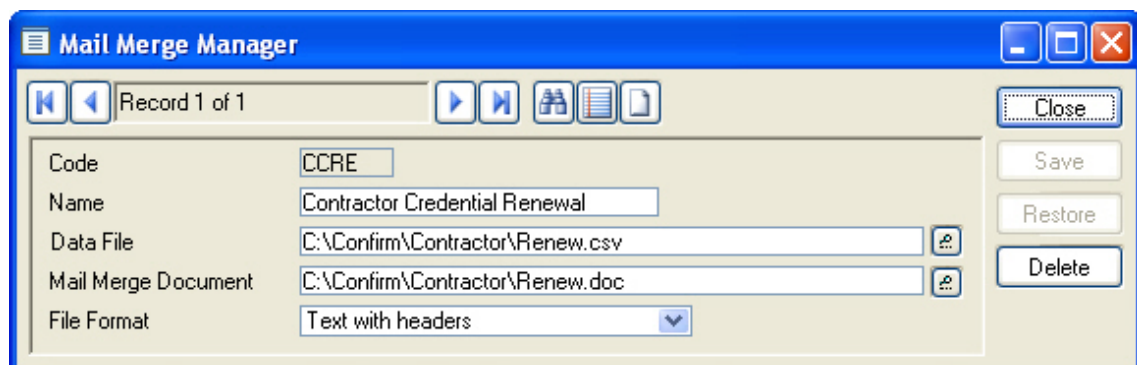 Mail Merge Manager
Record 1 of 1
Close
Code CCRE
Save
Name Contractor Credential Renewal
Restore
Data File C:\Confirm\Contractor\Renew.csv
Delete
Mail Merge Document C:\Confirm\Contractor\Renew.doc
File Format Text with headers